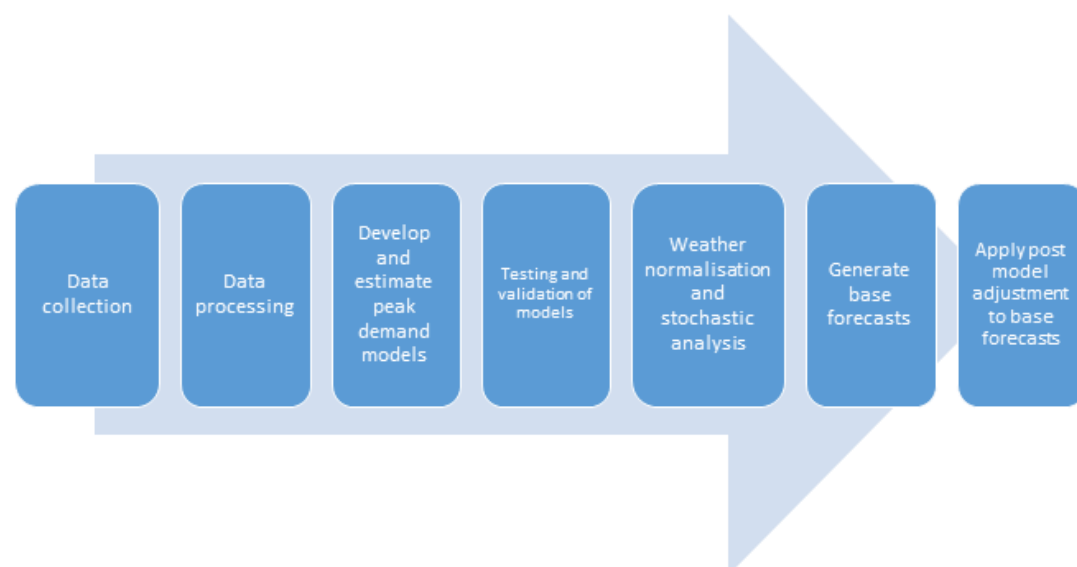 Data
collection
Data
processing
Develop
and
estimate
peak
demand
models
Testing and
validation of
models
Weather
normalisation
and
stochastic
analysis
Generate
base
forecasts
Apply post
model
adjustment
to base
forecasts